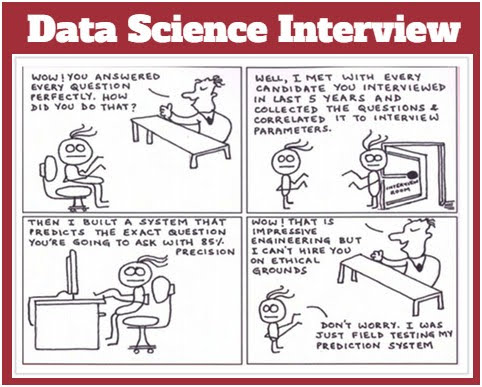 Data Science Interview
WOW! YOU ANSWERED
EVERY QUESTION
PERFECTLY. HOW
DID YOU DO THAT?
WELL, I MET WITH EVERY
CANDIDATE YOU INTERVIEWED
IN LAST 5 YEARS AND
COLLECTED THE QUESTIONS &
CORRELATED IT TO INTERVIEW
PARAMETERS.
INTERVIEW
ROOM
THEN I BUILT A SYSTEM THAT
PREDICTS THE EXACT QUESTION
YOU'RE GOING TO ASK WITH 85%
PRECISION
WOW! THAT IS
IMPRESSIVE
ENGINEERING BUT
I CAN'T HIRE YOU
ON ETHICAL
GROUNDS
DON'T WORRY. I WAS
JUST FIELD TESTING MY
PREDICTION SYSTEM